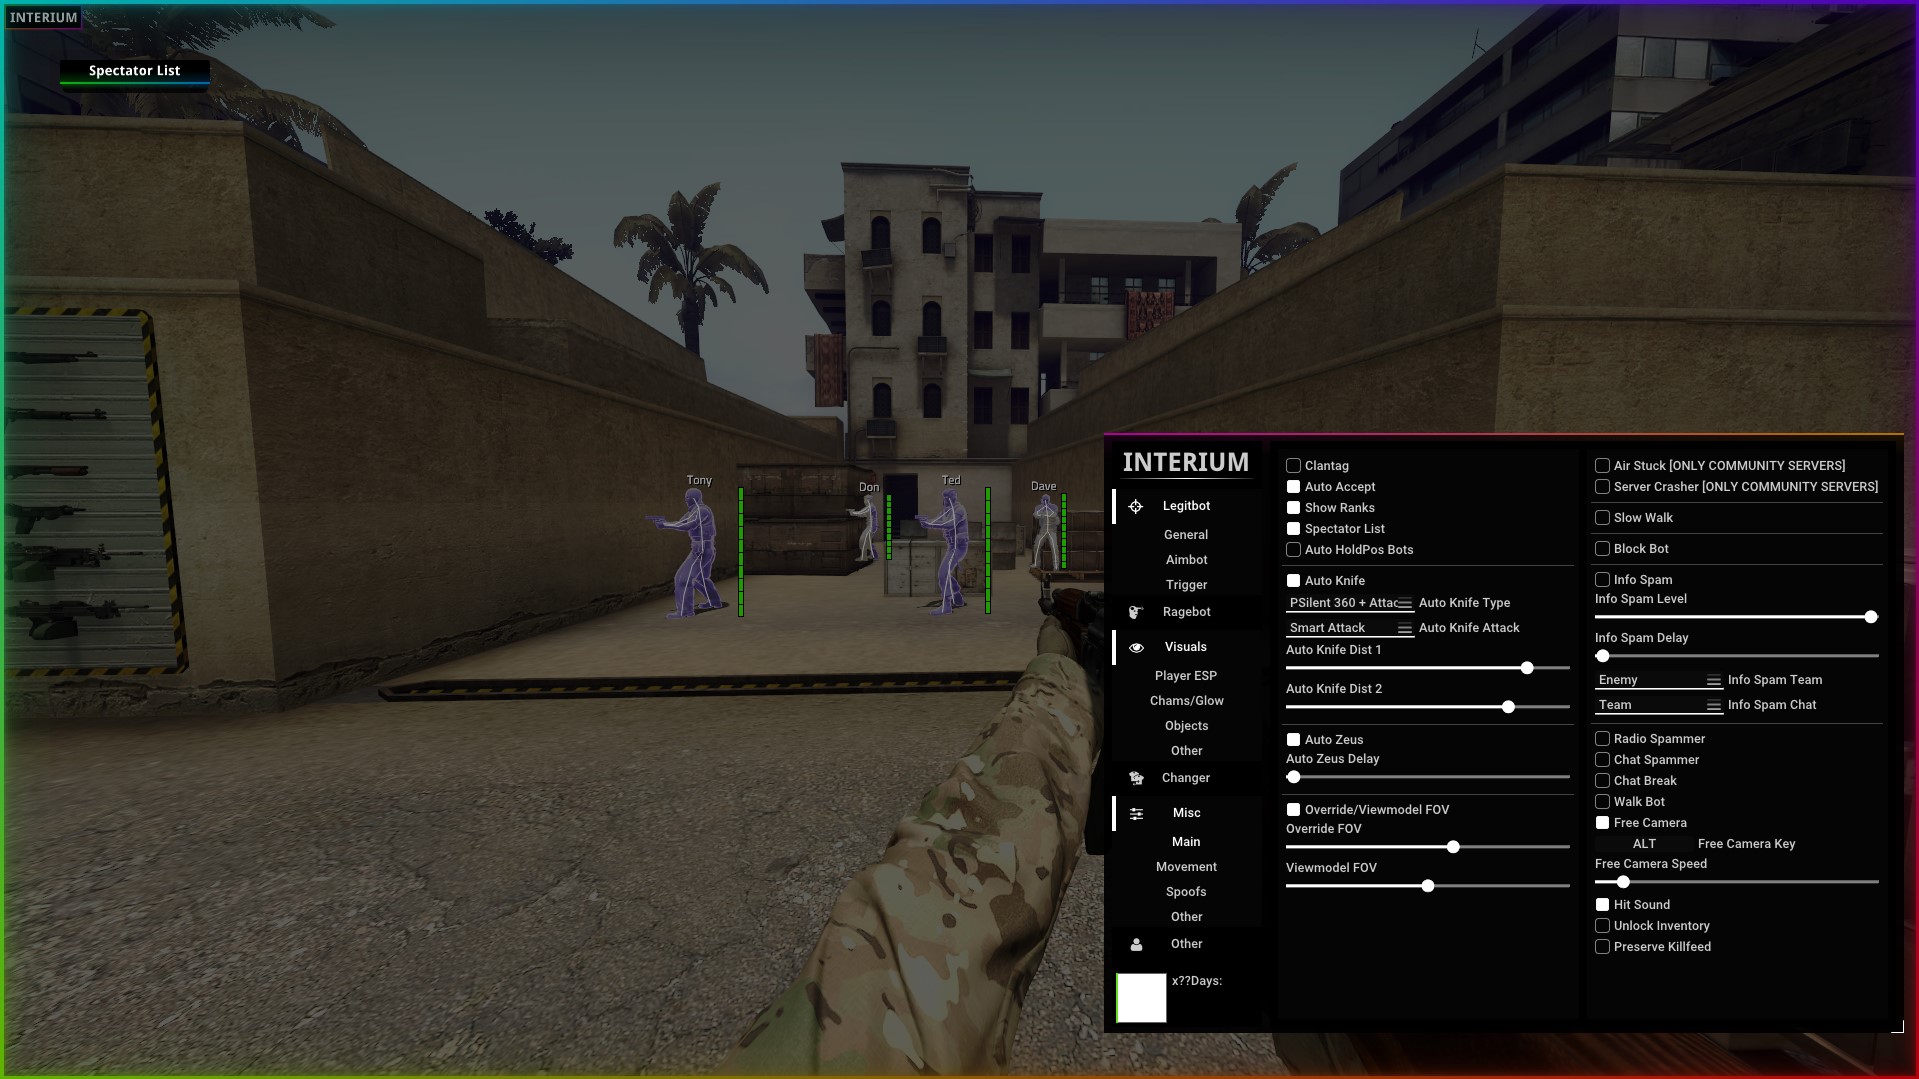 INTERIUM
Spectator List
Tony
Don
Ted
Dave
INTERIUM
Legitbot
General
Aimbot
Trigger
Ragebot
Visuals
Player ESP
Chams/Glow
Objects
Other
Changer
Misc
Main
Movement
Spoofs
Other
Other
x??Days:
Clantag
Auto Accept
Show Ranks
Spectator List
Auto HoldPos Bots
Auto Knife
PSilent 360 + Attac Auto Knife Type
Smart Attack Auto Knife Attack
Auto Knife Dist 1
Auto Knife Dist 2
Auto Zeus
Auto Zeus Delay
Override/Viewmodel FOV
Override FOV
Viewmodel FOV
Air Stuck [ONLY COMMUNITY SERVERS]
Server Crasher [ONLY COMMUNITY SERVERS]
Slow Walk
Block Bot
Info Spam
Info Spam Level
Info Spam Delay
Enemy Info Spam Team
Team Info Spam Chat
Radio Spammer
Chat Spammer
Chat Break
Walk Bot
Free Camera
ALT Free Camera Key
Free Camera Speed
Hit Sound
Unlock Inventory
Preserve Killfeed